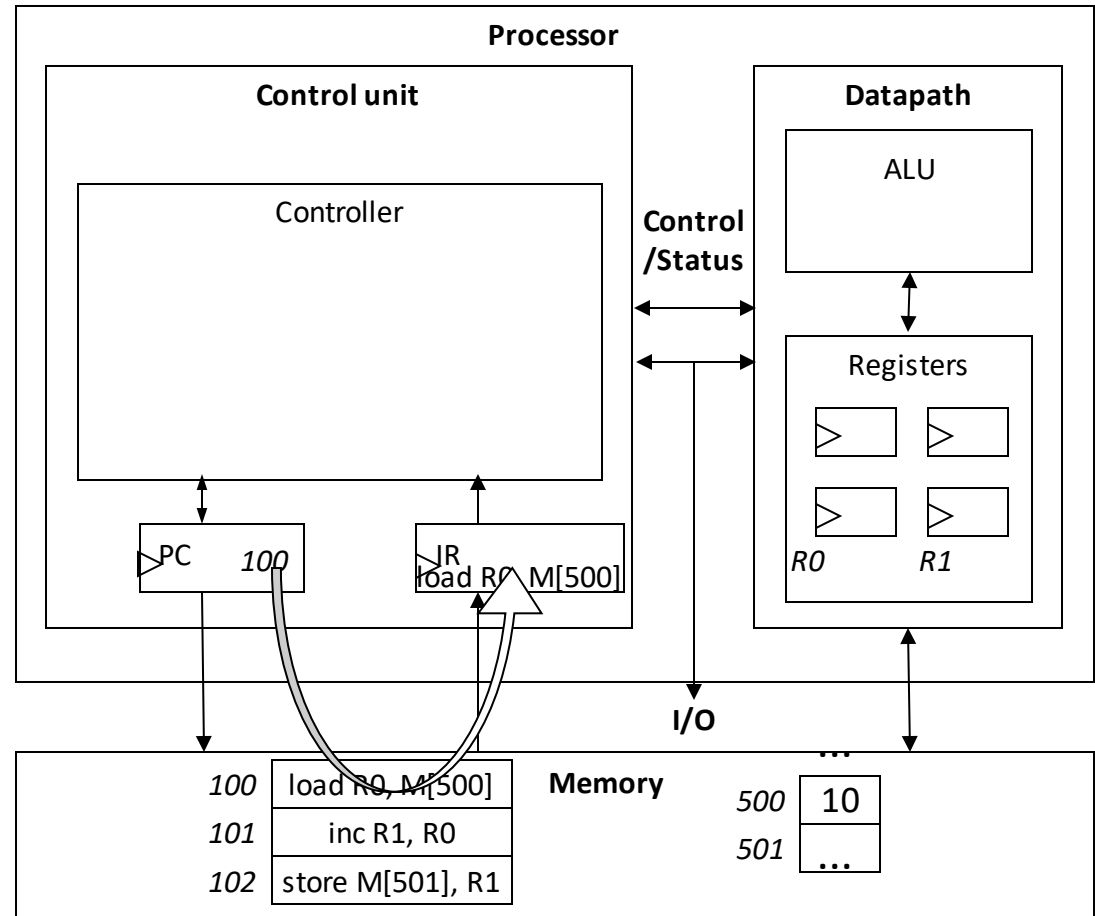 Processor
Control unit
Datapath
Controller
ALU
Control
/Status
Registers
PC
100
IR
load R0, M[500]
R0
R1
I/O
...
100
load R0, M[500]
Memory
500
10
101
inc R1, R0
501
...
102
store M[501], R1